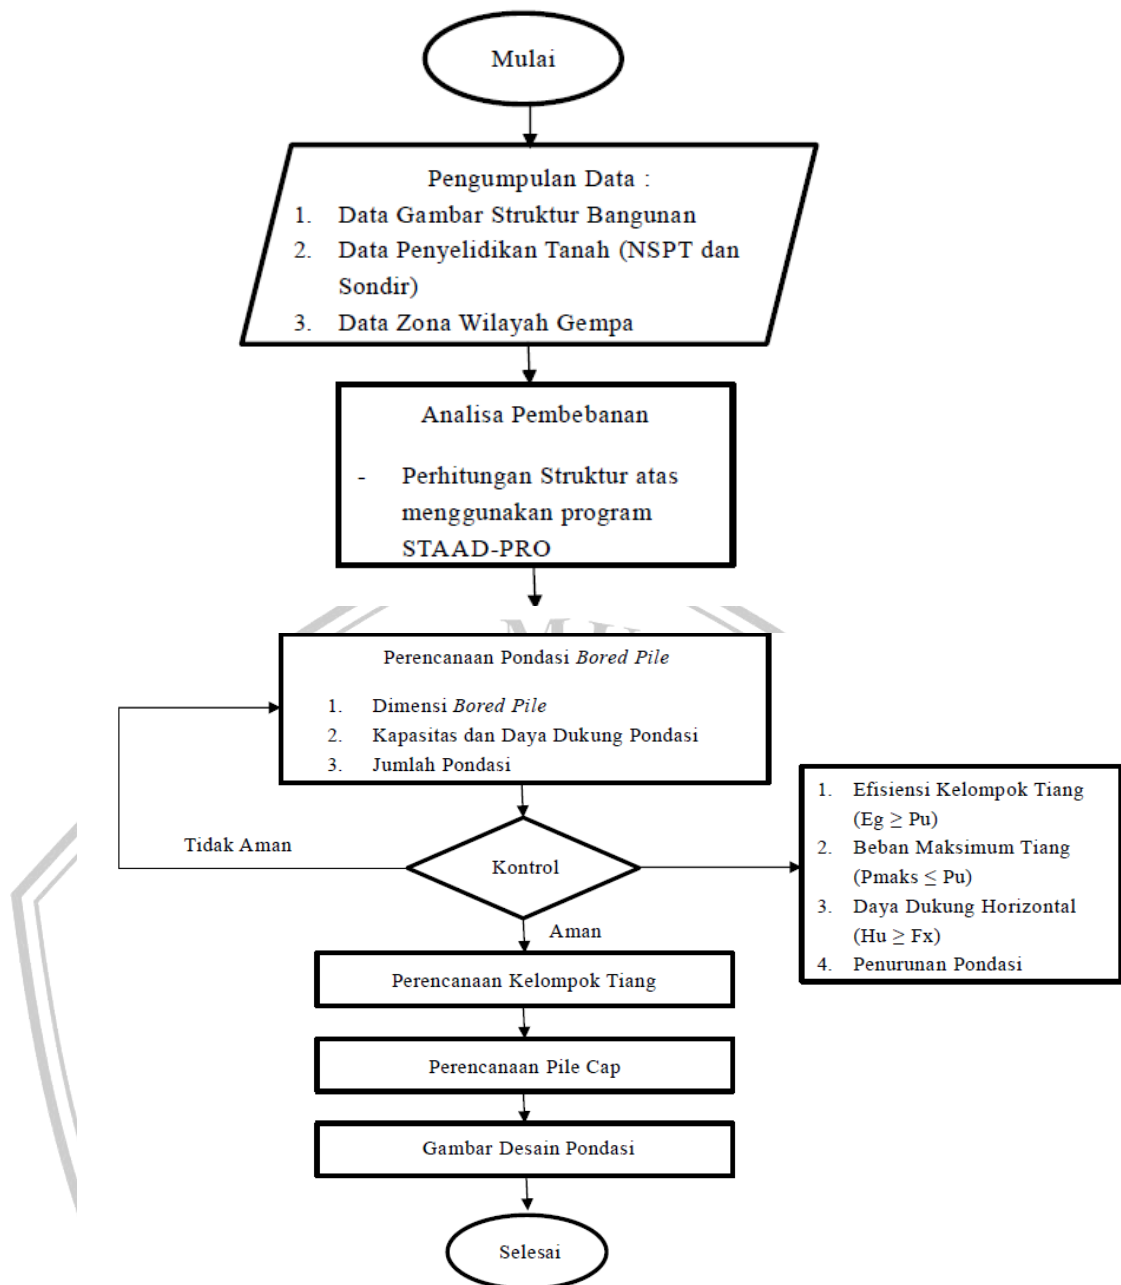 Mulai
Pengumpulan Data :
1. Data Gambar Struktur Bangunan
2. Data Penyelidikan Tanah (NSPT dan
Sondir)
3. Data Zona Wilayah Gempa
Analisa Pembebanan
- Perhitungan Struktur atas
menggunakan program
STAAD-PRO
Perencanaan Pondasi Bored Pile
1. Dimensi Bored Pile
2. Kapasitas dan Daya Dukung Pondasi
3. Jumlah Pondasi
Tidak Aman
Kontrol
1. Efisiensi Kelompok Tiang
(Eg ≥ Pu)
2. Beban Maksimum Tiang
(Pmaks ≤ Pu)
3. Daya Dukung Horizontal
(Hu ≥ Fx)
4. Penurunan Pondasi
Aman
Perencanaan Kelompok Tiang
Perencanaan Pile Cap
Gambar Desain Pondasi
Selesai